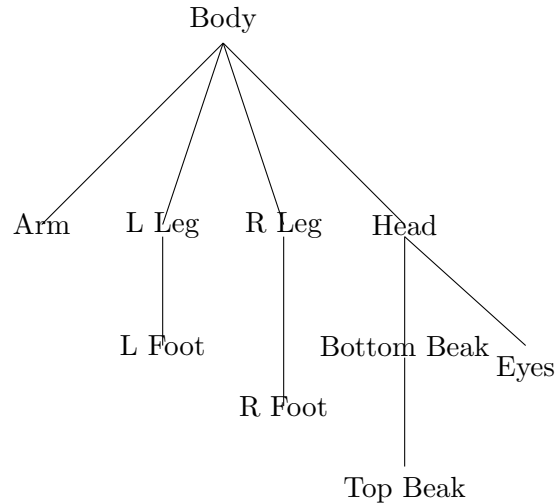 Body
Arm
L Leg
R Leg
Head
L Foot
Bottom Beak
Eyes
R Foot
Top Beak